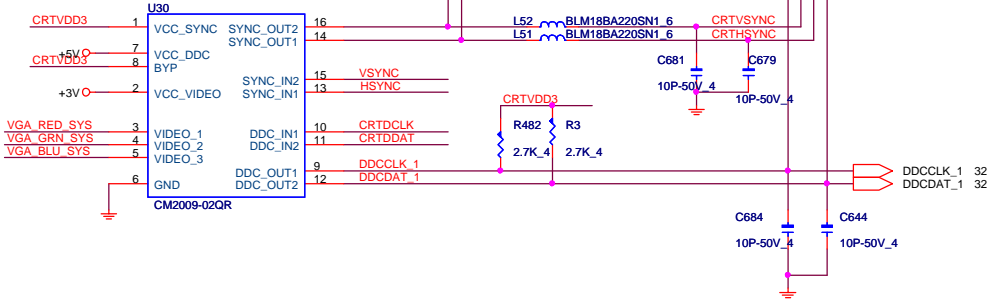 U30
CRTVDD3 1 VCC_SYNC SYNC_OUT2 16 L52 BLM18BA220SN1_6 CRTVSYNC
SYNC_OUT1 14 L51 BLM18BA220SN1_6 CRTHSYNC
+5V 7 VCC_DDC
CRTVDD3 8 BYP
C681 C679
SYNC_IN2 15 VSYNC
+3V 2 VCC_VIDEO SYNC_IN1 13 HSYNC
10P-50V_4
10P-50V_4
CRTVDD3
VGA_RED_SYS 3 VIDEO_1 DDC_IN1 10 CRTDCLK R482 R3
VGA_GRN_SYS 4 VIDEO_2 DDC_IN2 11 CRTDDAT
VGA_BLU_SYS 5 VIDEO_3 2.7K_4 2.7K_4
DDC_OUT1 9 DDCCLK_1 DDCCLK_1 32
6 GND DDC_OUT2 12 DDCDAT_1 DDCDAT_1 32
CM2009-02QR
C684 C644
10P-50V_4 10P-50V_4